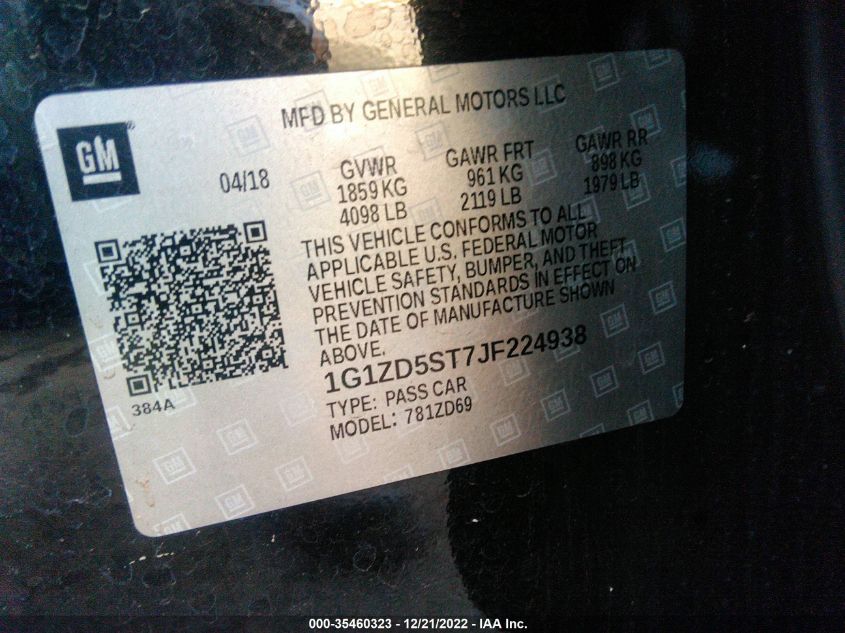 MFD BY GENERAL MOTORS LLC
GM
04/18
GVWR GAWR FRT GAWR RR
1859 KG 961 KG 898 KG
4098 LB 2119 LB 1979 LB
THIS VEHICLE CONFORMS TO ALL
APPLICABLE U.S. FEDERAL MOTOR
VEHICLE SAFETY, BUMPER, AND THEFT
PREVENTION STANDARDS IN EFFECT ON
THE DATE OF MANUFACTURE SHOWN
ABOVE.
1G1ZD5ST7JF224938
384A
TYPE: PASS CAR
MODEL: 781ZD69
000-35460323 - 12/21/2022 - IAA Inc.